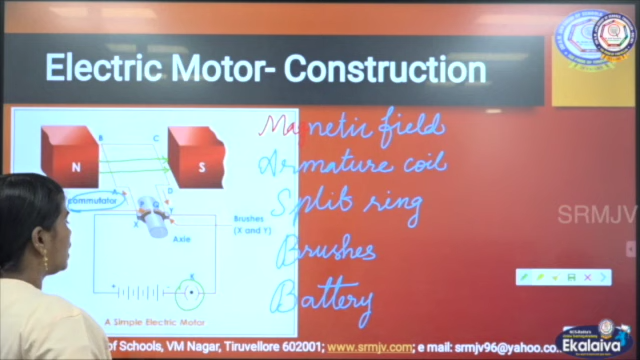 Electric Motor- Construction
Magnetic field
Armature coil
Split ring
Brushes
Battery
B
C
N
S
A
D
commutator
X
Y
Brushes
(X and Y)
Axle
+
-
K
A Simple Electric Motor
SRMJV
of Schools, VM Nagar, Tiruvellore 602001; www.srmjv.com; e mail: srmjv96@yahoo.co
Ekalaiva